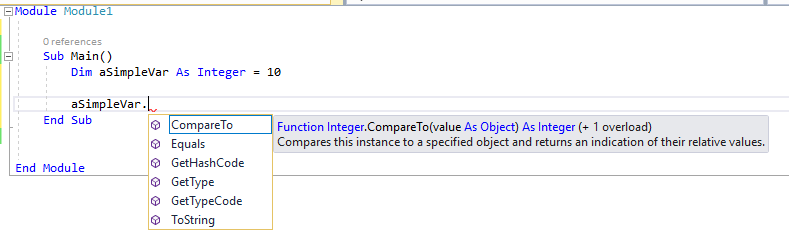 Module Module1
0 references
Sub Main()
Dim aSimpleVar As Integer = 10
aSimpleVar.
End Sub
End Module
CompareTo
Equals
GetHashCode
GetType
GetTypeCode
ToString
Function Integer.CompareTo(value As Object) As Integer (+ 1 overload)
Compares this instance to a specified object and returns an indication of their relative values.